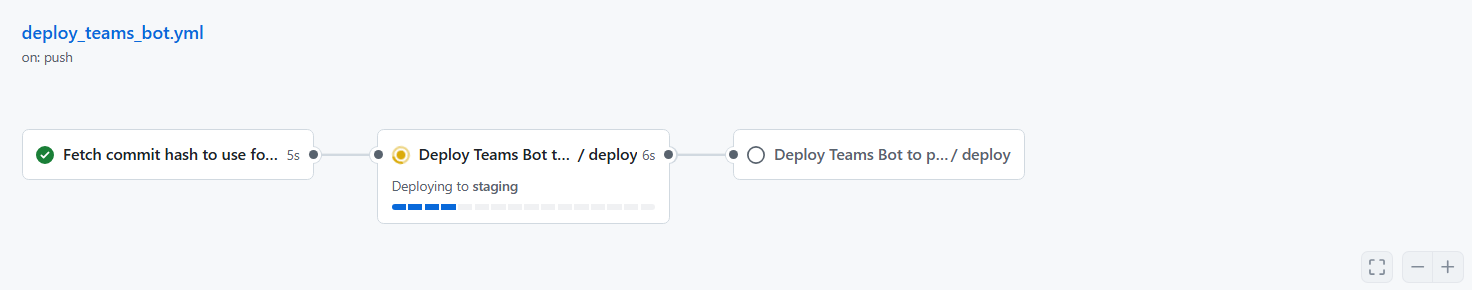 deploy_teams_bot.yml
on: push
Fetch commit hash to use fo... 5s
Deploy Teams Bot t... / deploy 6s
Deploying to staging
Deploy Teams Bot to p... / deploy